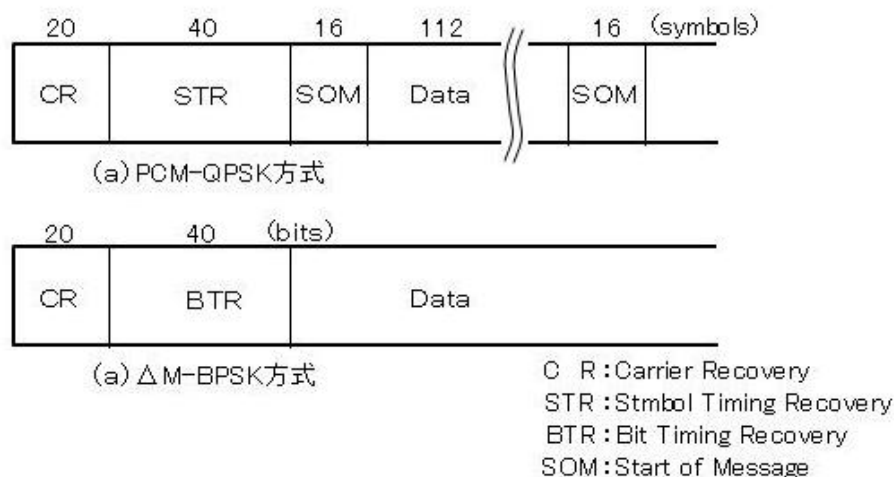 20 40 16 112 16 (symbols)
CR STR SOM Data SOM
(a)PCM-QPSK方式
20 40 (bits)
CR BTR Data
(a)ΔM-BPSK方式
C R:Carrier Recovery
STR:Stmbol Timing Recovery
BTR:Bit Timing Recovery
SOM:Start of Message